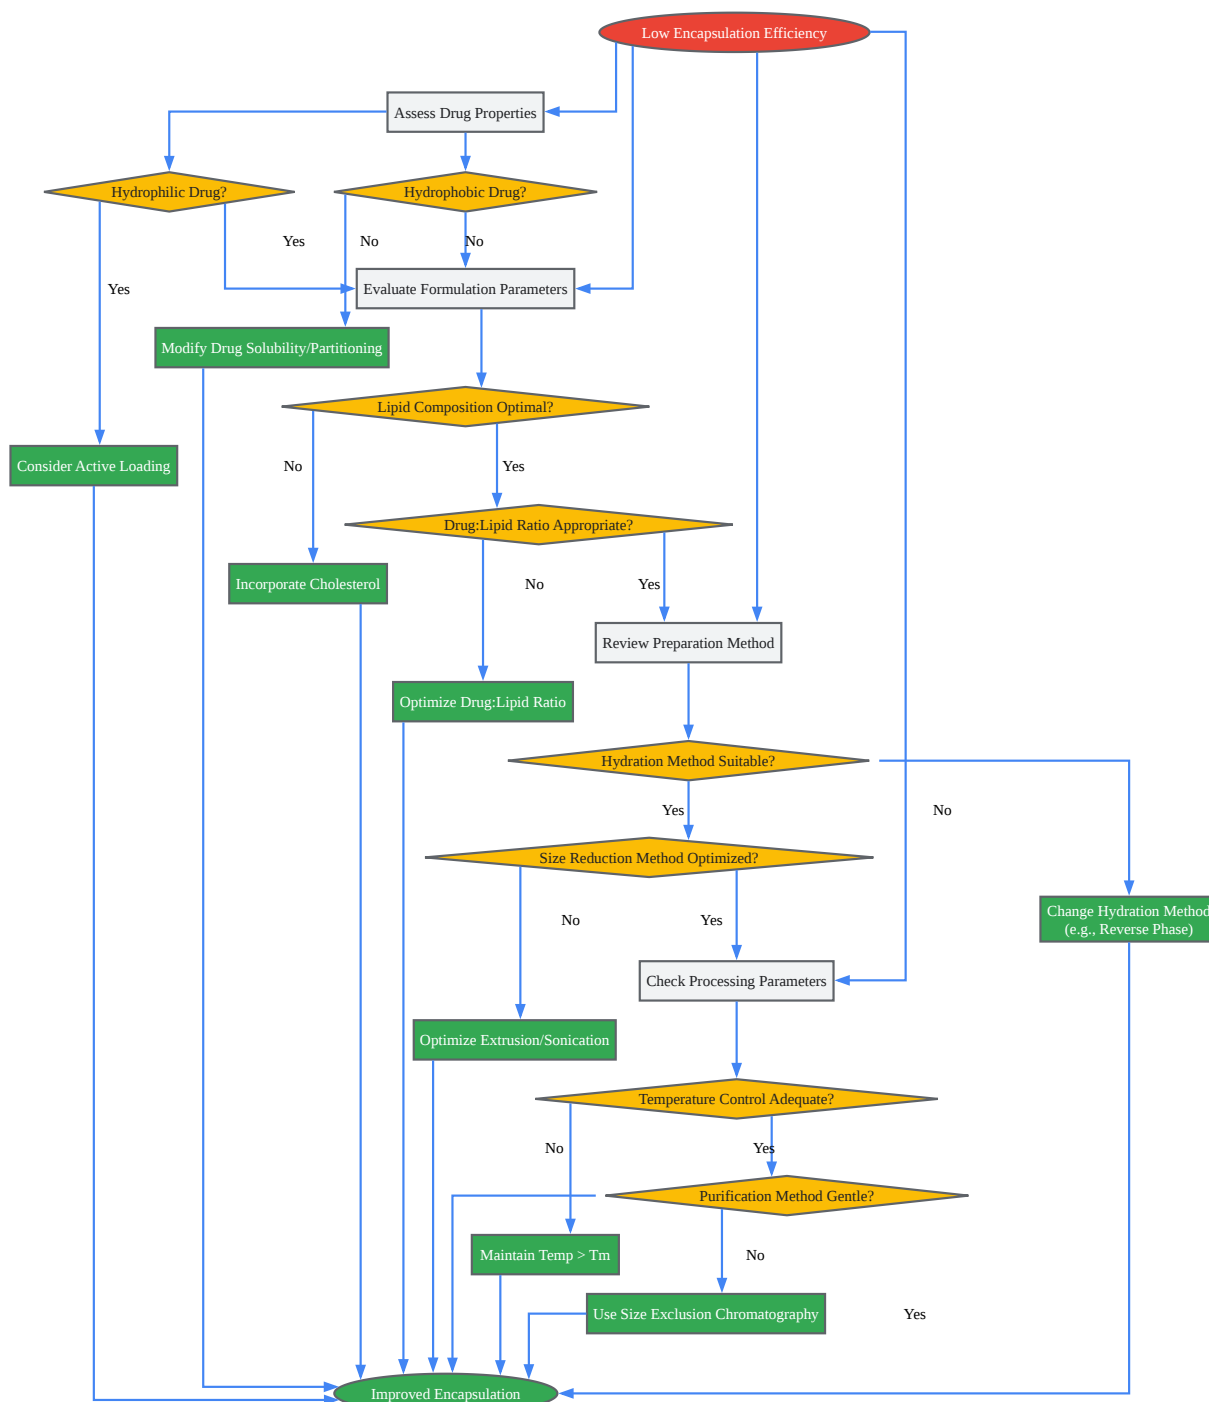 Low Encapsulation Efficiency
Assess Drug Properties
Hydrophilic Drug?
Hydrophobic Drug?
Yes
No
No
Evaluate Formulation Parameters
Yes
Modify Drug Solubility/Partitioning
Lipid Composition Optimal?
Consider Active Loading
No
Yes
Drug:Lipid Ratio Appropriate?
Incorporate Cholesterol
No
Yes
Review Preparation Method
Optimize Drug:Lipid Ratio
Hydration Method Suitable?
Yes
No
Size Reduction Method Optimized?
No
Yes
Change Hydration Method
(e.g., Reverse Phase)
Check Processing Parameters
Optimize Extrusion/Sonication
Temperature Control Adequate?
No
Yes
Purification Method Gentle?
Maintain Temp > Tm
No
Use Size Exclusion Chromatography
Yes
Improved Encapsulation